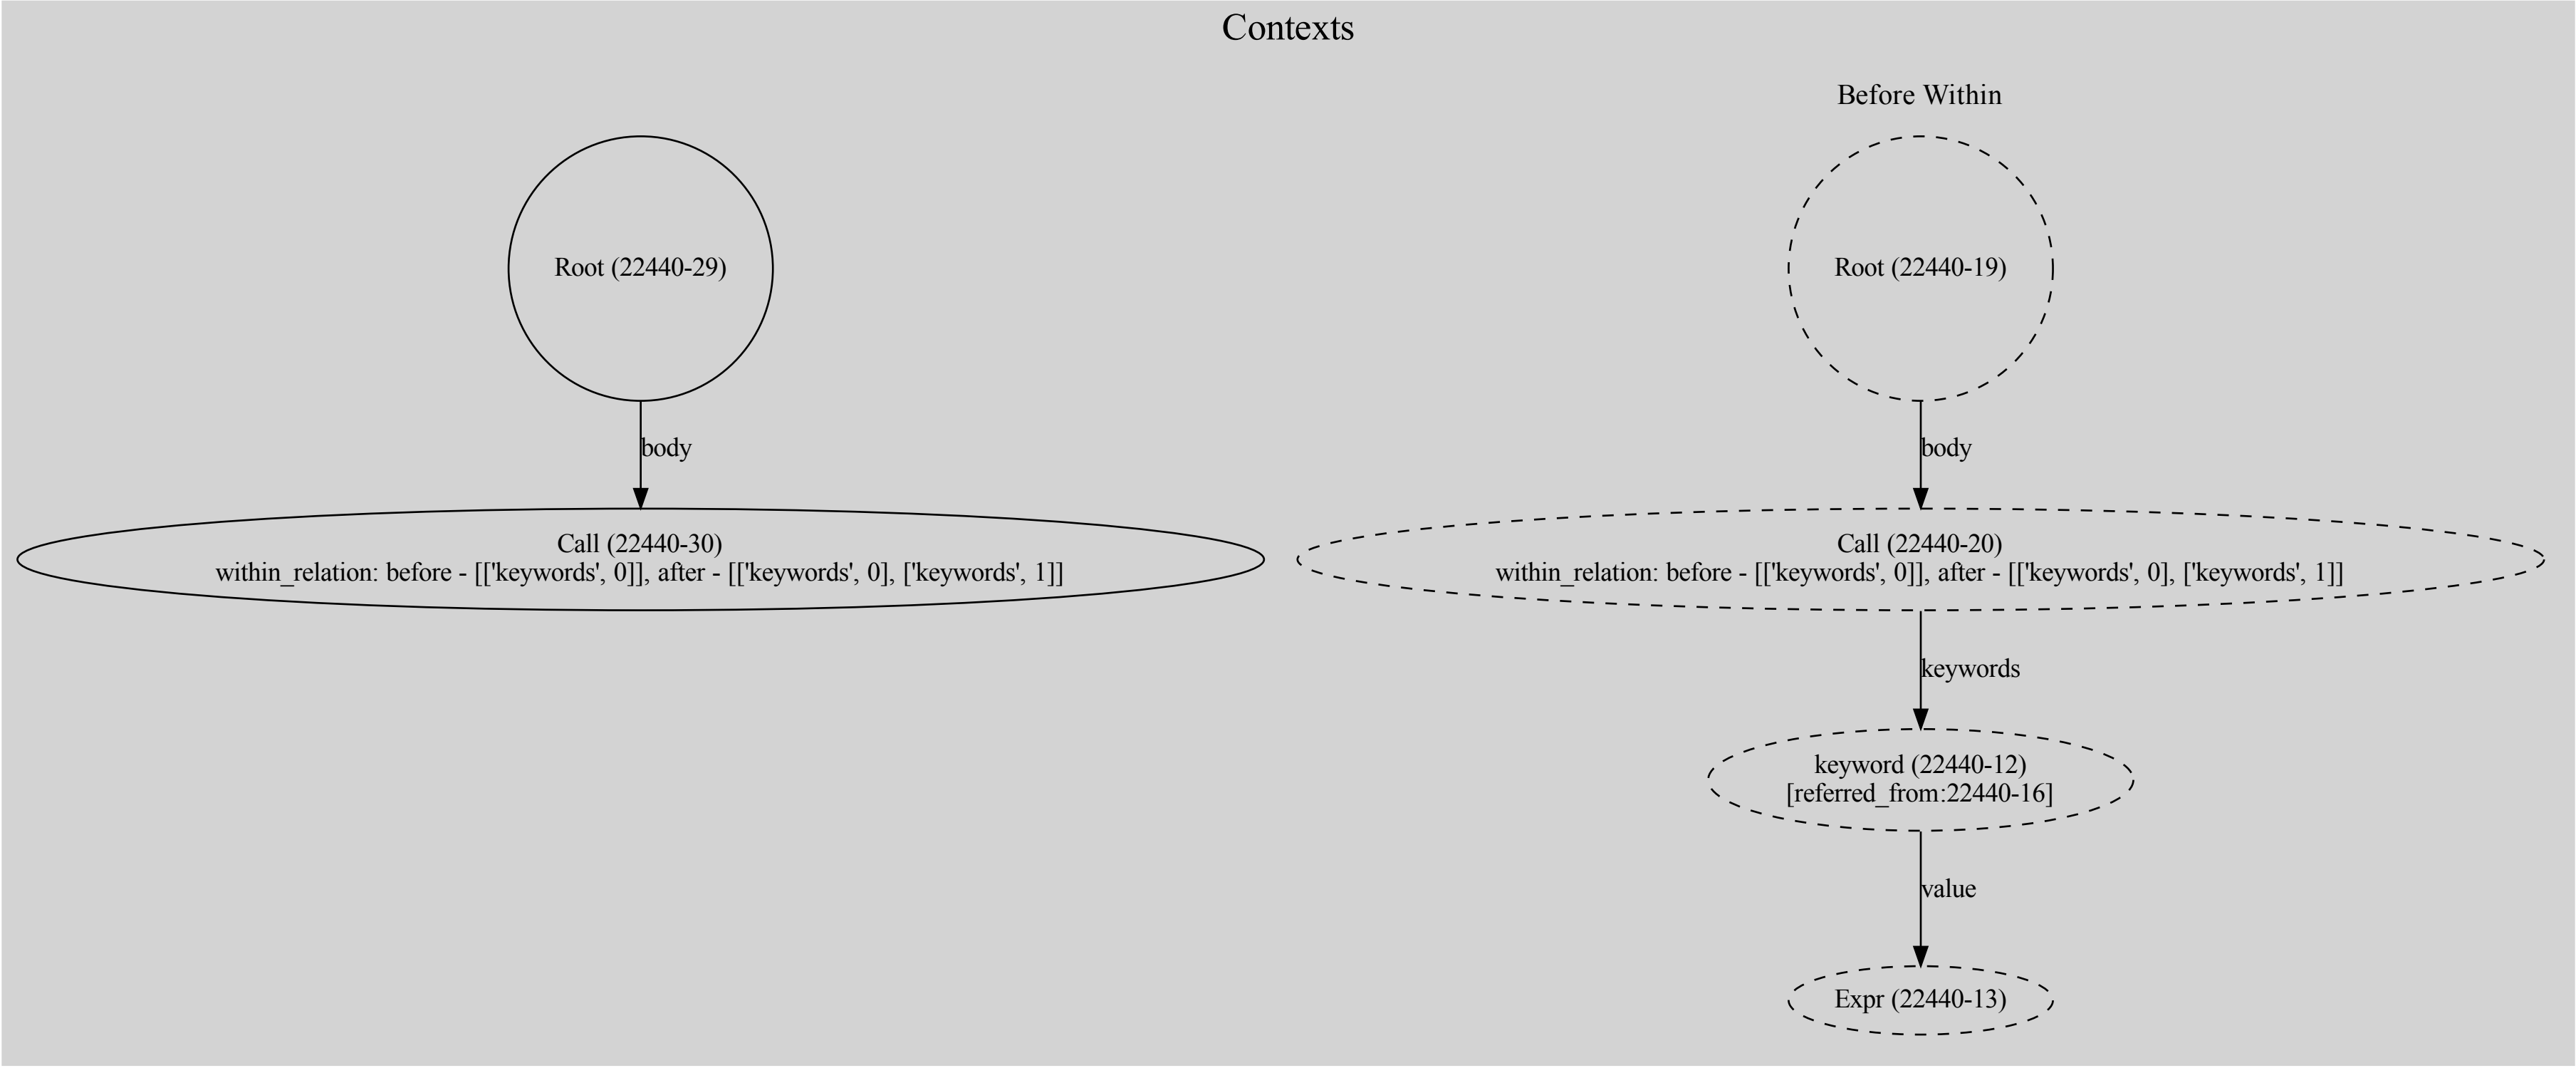 Contexts
Before Within
Root (22440-29)
Root (22440-19)
body
body
Call (22440-30)
within_relation: before - [['keywords', 0]], after - [['keywords', 0], ['keywords', 1]]
Call (22440-20)
within_relation: before - [['keywords', 0]], after - [['keywords', 0], ['keywords', 1]]
keywords
keyword (22440-12)
[referred_from:22440-16]
value
Expr (22440-13)